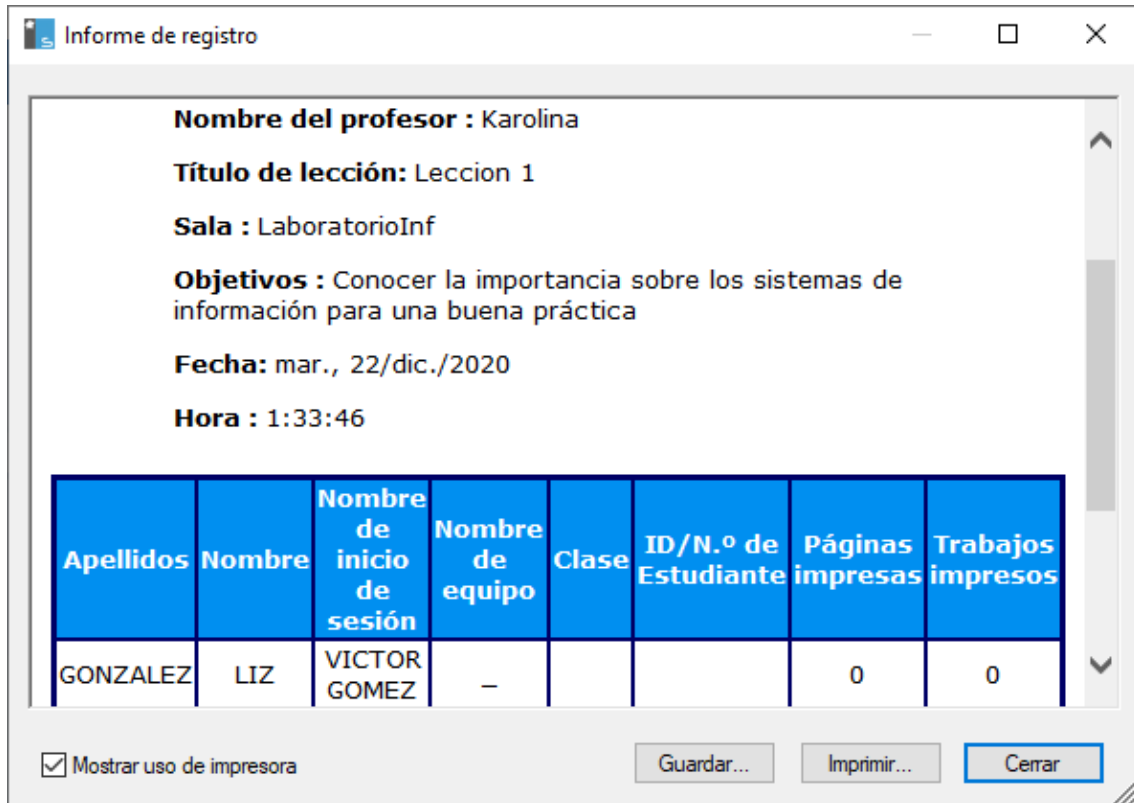 Informe de registro
Nombre del profesor : Karolina
Título de lección: Leccion 1
Sala : LaboratorioInf
Objetivos : Conocer la importancia sobre los sistemas de
información para una buena práctica
Fecha: mar., 22/dic./2020
Hora : 1:33:46
Apellidos
Nombre
Nombre
de
inicio
de
sesión
Nombre
de
equipo
Clase
ID/N.º de
Estudiante
Páginas
impresas
Trabajos
impresos
GONZALEZ
LIZ
VICTOR
GOMEZ
_
0
0
Mostrar uso de impresora
Guardar...
Imprimir...
Cerrar